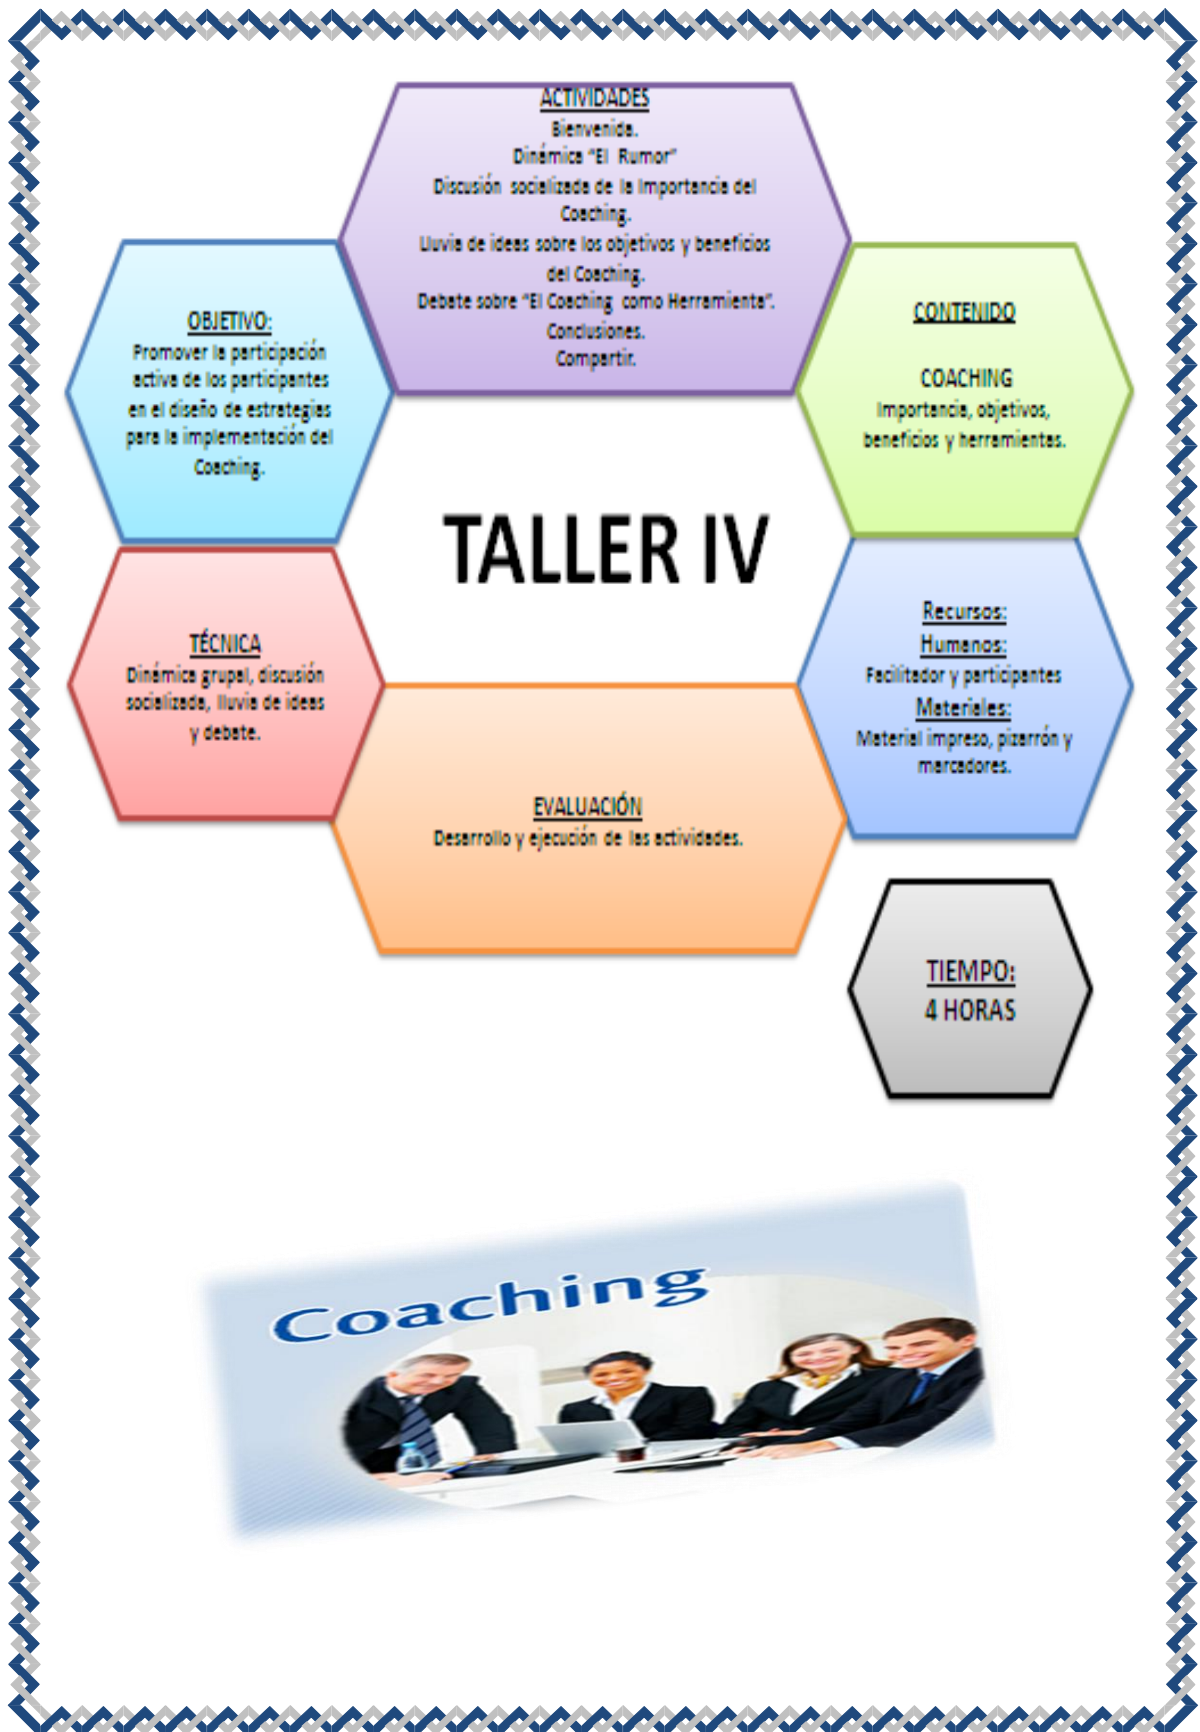 ACTIVIDADES
Bienvenida.
Dinámica “El Rumor”
Discusión socializada de la Importancia del
Coaching.
Lluvia de ideas sobre los objetivos y beneficios
del Coaching.
Debate sobre “El Coaching como Herramienta”.
Conclusiones.
Compartir.
OBJETIVO:
Promover la participación
activa de los participantes
en el diseño de estrategias
para la implementación del
Coaching.
CONTENIDO
COACHING
Importancia, objetivos,
beneficios y herramientas.
TALLER IV
TÉCNICA
Dinámica grupal, discusión
socializada, lluvia de ideas
y debate.
Recursos:
Humanos:
Facilitador y participantes
Materiales:
Material impreso, pizarrón y
marcadores.
EVALUACIÓN
Desarrollo y ejecución de las actividades.
TIEMPO:
4 HORAS
Coaching